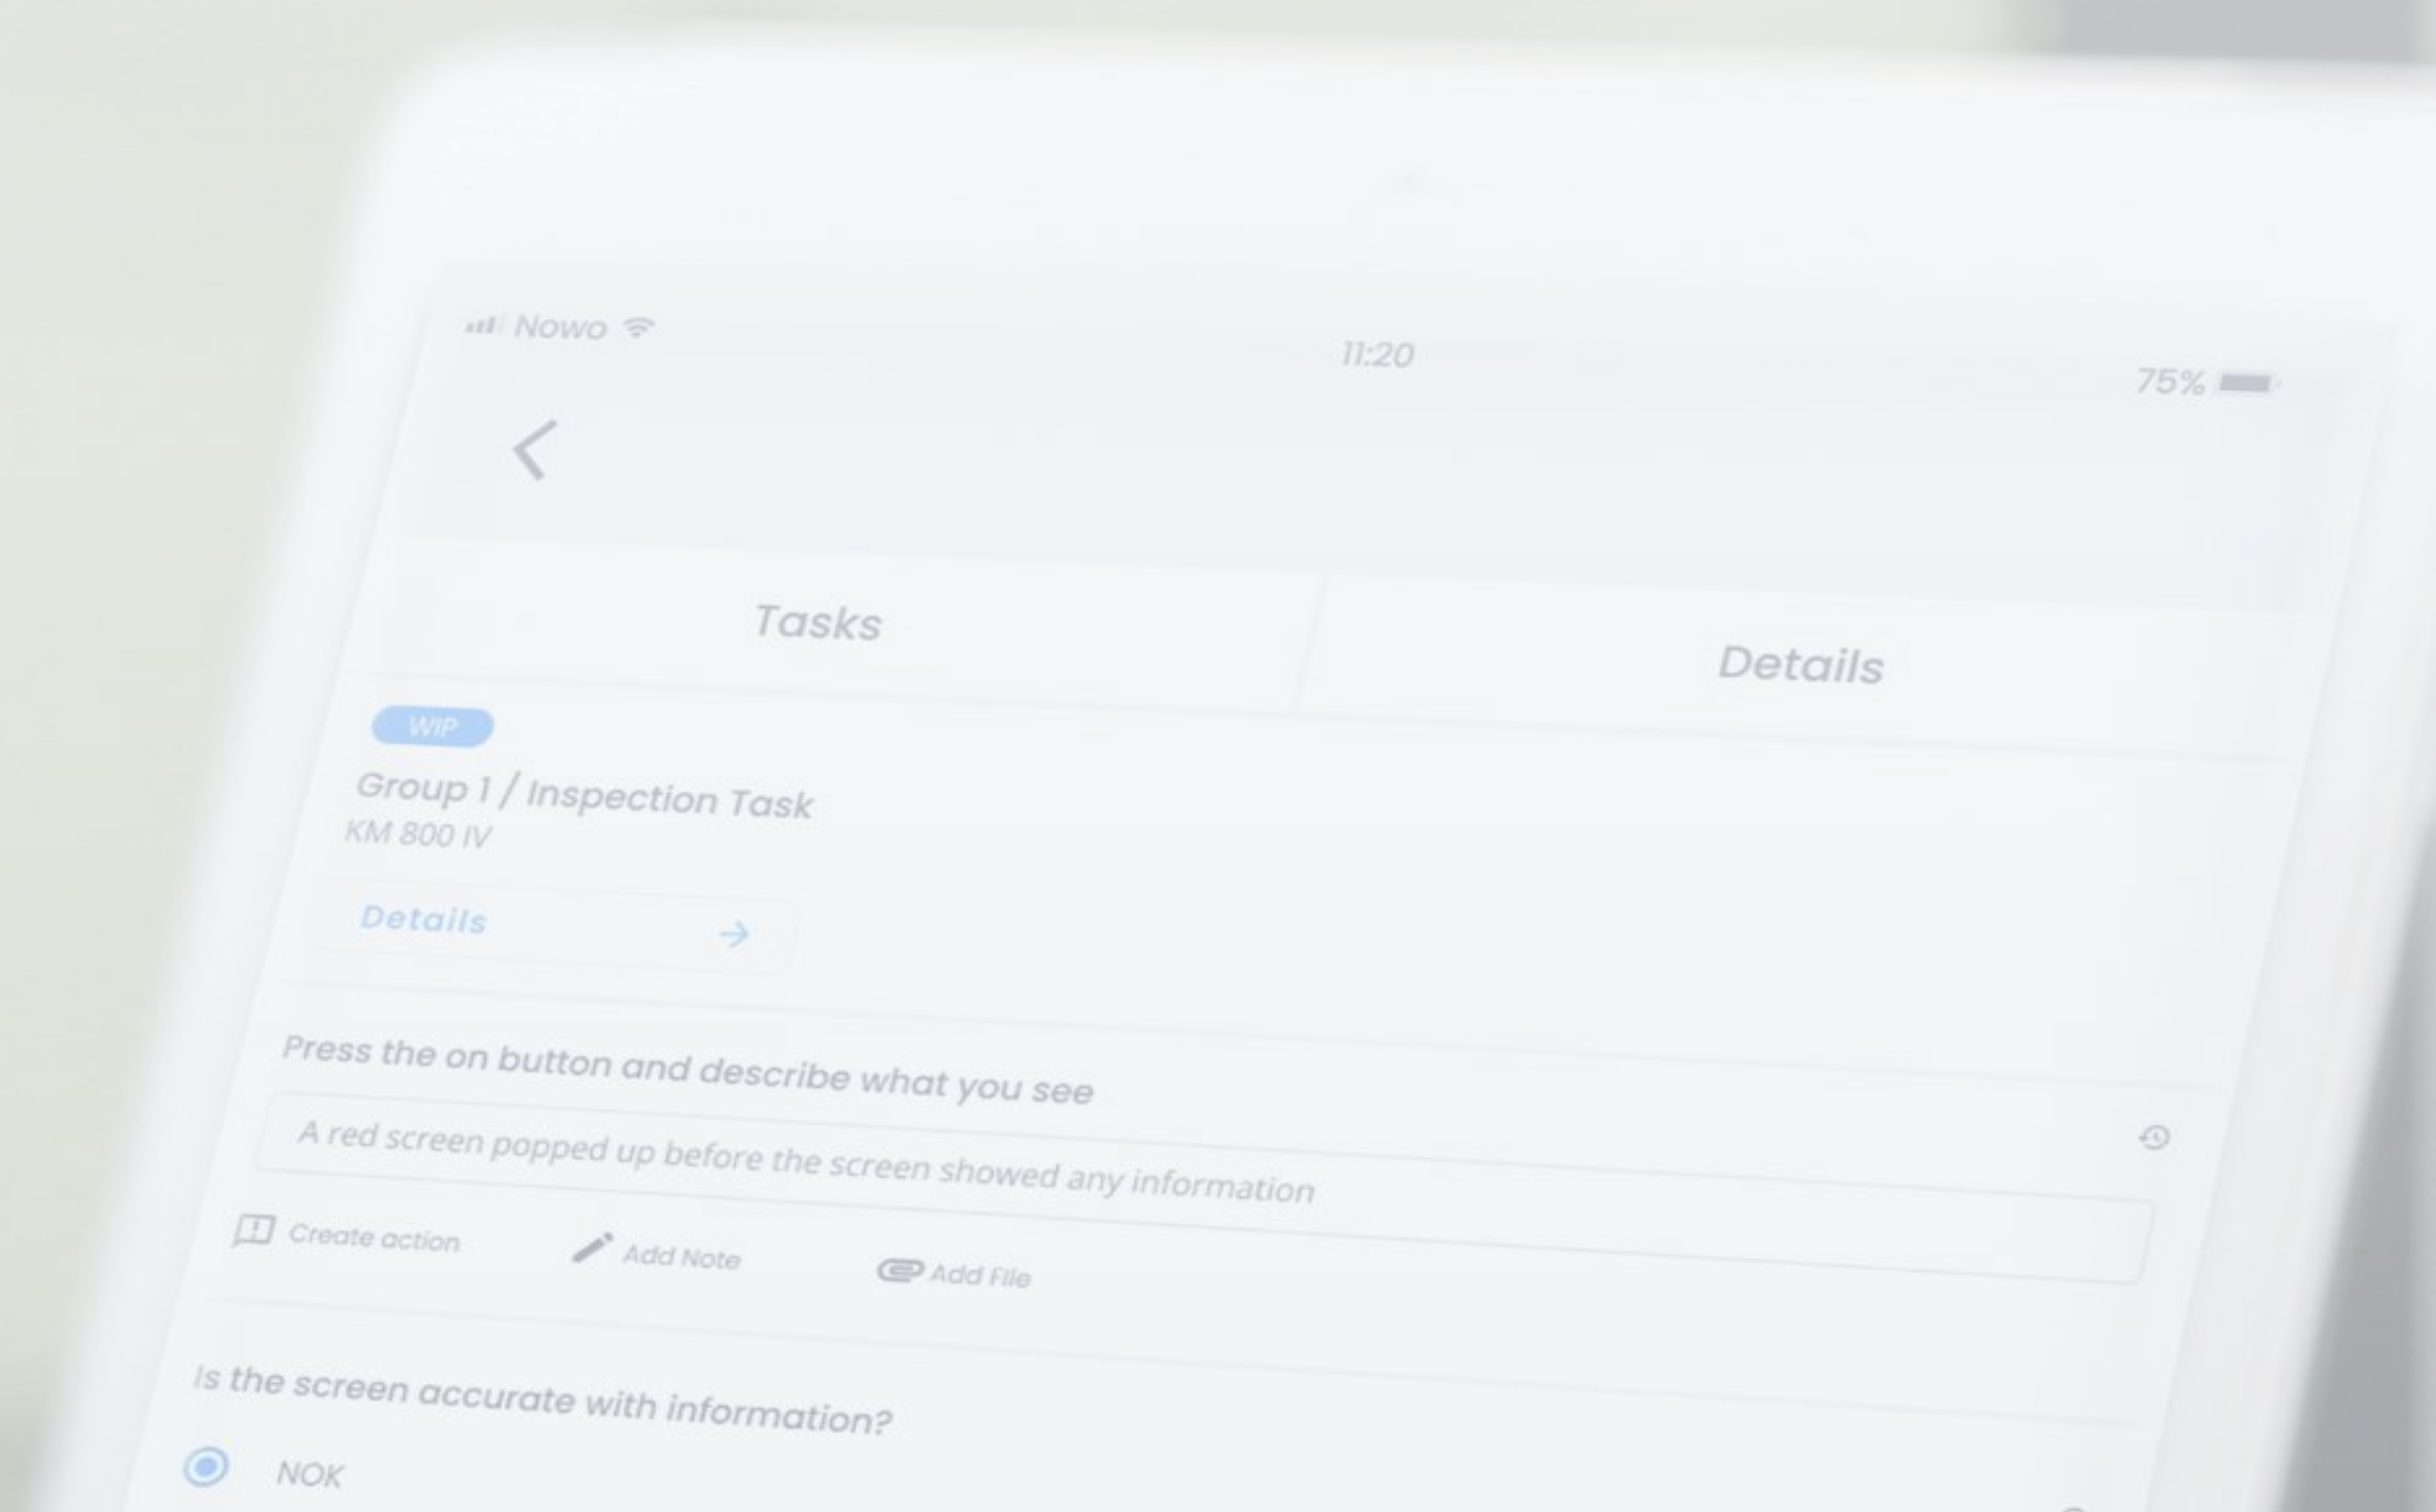 Nowo
11:20
75%
Tasks
Details
WIP
Group 1 / Inspection Task
KM 800 IV
Details
Press the on button and describe what you see
A red screen popped up before the screen showed any information
Create action
Add Note
Add File
Is the screen accurate with information?
NOK